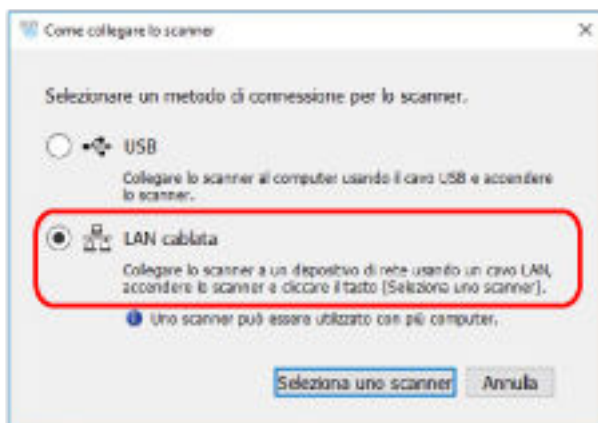 Come collegare lo scanner
Selezionare un metodo di connessione per lo scanner.
USB
Collegare lo scanner al computer usando il cavo USB e accendere
lo scanner.
LAN cablata
Collegare lo scanner a un dispositivo di rete usando un cavo LAN,
accendere lo scanner e cliccare il tasto [Seleziona uno scanner].
Uno scanner può essere utilizzato con più computer.
Seleziona uno scanner Annulla